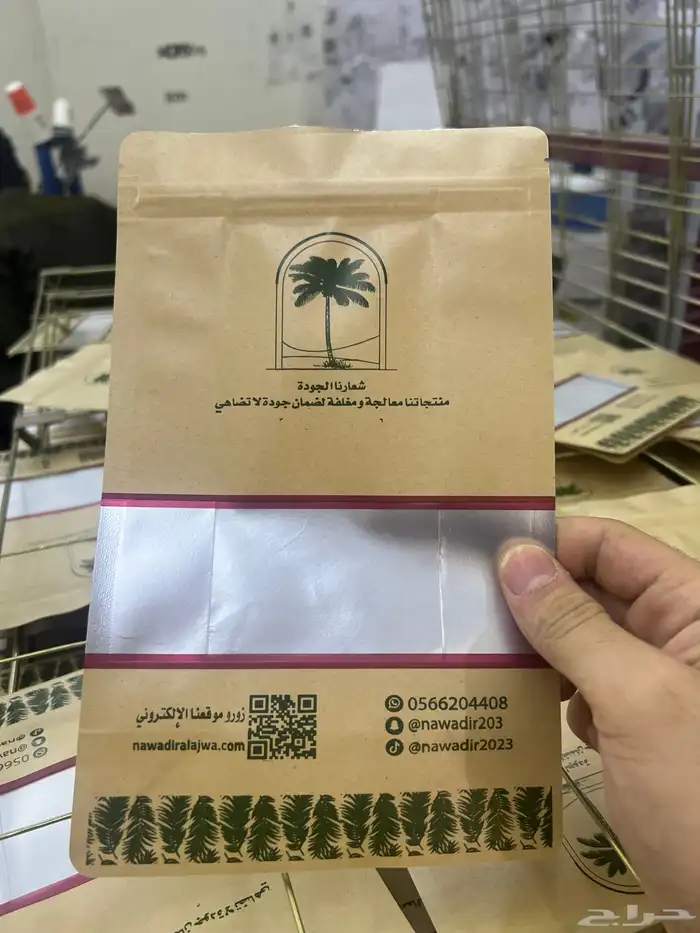 شعارنا الجودة
منتجاتنا معالجة و مغلفة لضمان جودة لا تضاهي
زورو موقعنا الإلكتروني
nawadiralajwa.com
0566204408
@nawadir203
@nawadir2023
حراج